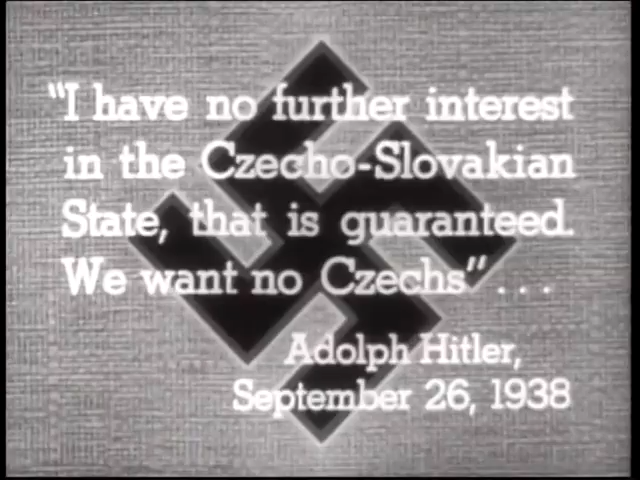 "I have no further interest
in the Czecho-Slovakian
State, that is guaranteed.
We want no Czechs" . . .
Adolph Hitler,
September 26, 1938